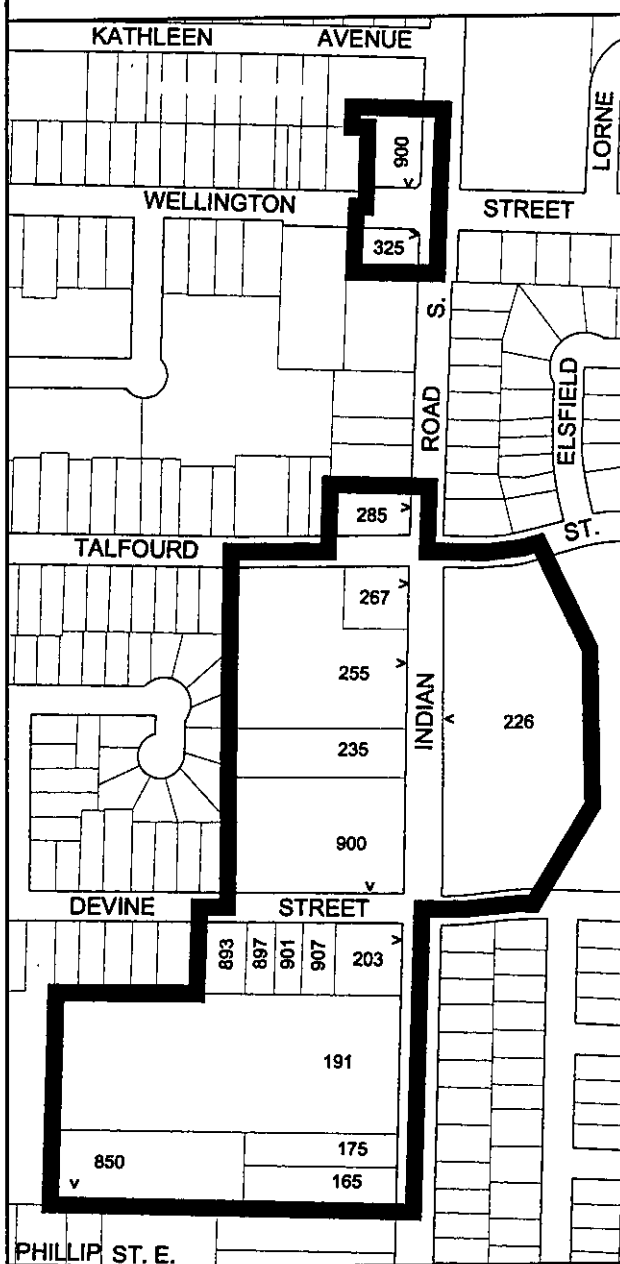 KATHLEEN AVENUE
LORNE
900
WELLINGTON STREET
325
S.
ROAD
ELSFIELD
285
TALFOURD ST.
267
255
INDIAN
226
235
900
DEVINE STREET
893
897
901
907
203
191
850
175
165
PHILLIP ST. E.